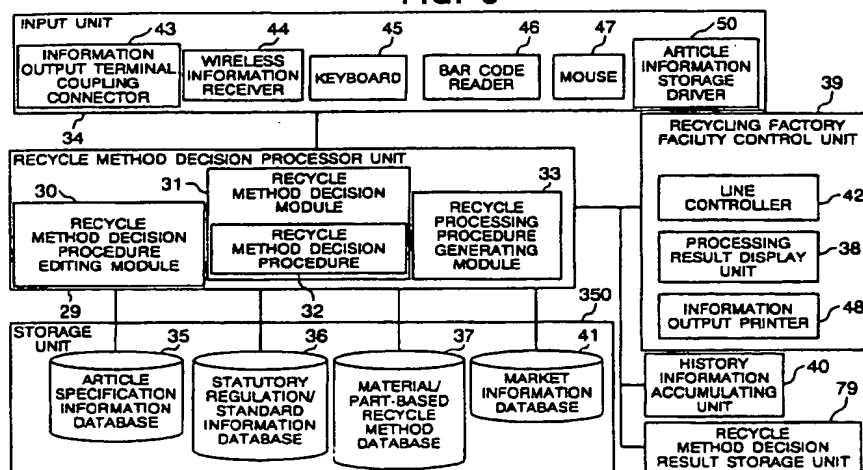 INPUT UNIT
43
44
45
46
47
50
INFORMATION
OUTPUT TERMINAL
COUPLING
CONNECTOR
WIRELESS
INFORMATION
RECEIVER
KEYBOARD
BAR CODE
READER
MOUSE
ARTICLE
INFORMATION
STORAGE
DRIVER
34
39
RECYCLING FACTORY
FACILITY CONTROL UNIT
LINE
CONTROLLER
42
PROCESSING
RESULT DISPLAY
UNIT
38
INFORMATION
OUTPUT PRINTER
48
RECYCLE METHOD DECISION PROCESSOR UNIT
30
31
33
RECYCLE
METHOD DECISION
PROCEDURE
EDITING MODULE
RECYCLE
METHOD DECISION
MODULE
RECYCLE
METHOD DECISION
PROCEDURE
RECYCLE
PROCESSING
PROCEDURE
GENERATING
MODULE
29
32
350
STORAGE
UNIT
35
36
37
41
ARTICLE
SPECIFICATION
INFORMATION
DATABASE
STATUTORY
REGULATION/
STANDARD
INFORMATION
DATABASE
MATERIAL/
PART-BASED
RECYCLE
METHOD
DATABASE
MARKET
INFORMATION
DATABASE
HISTORY
INFORMATION
ACCUMULATING
UNIT
40
79
RECYCLE
METHOD DECISION
RESULT STORAGE UNIT